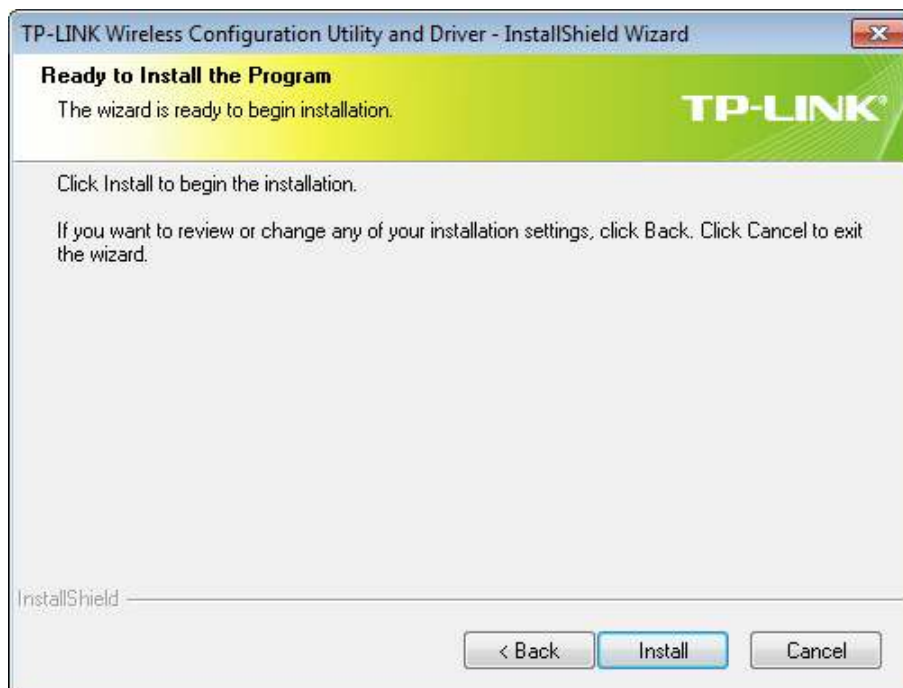 TP-LINK Wireless Configuration Utility and Driver - InstallShield Wizard
Ready to Install the Program
The wizard is ready to begin installation.
TP-LINK®
Click Install to begin the installation.
If you want to review or change any of your installation settings, click Back. Click Cancel to exit
the wizard.
InstallShield
< Back
Install
Cancel